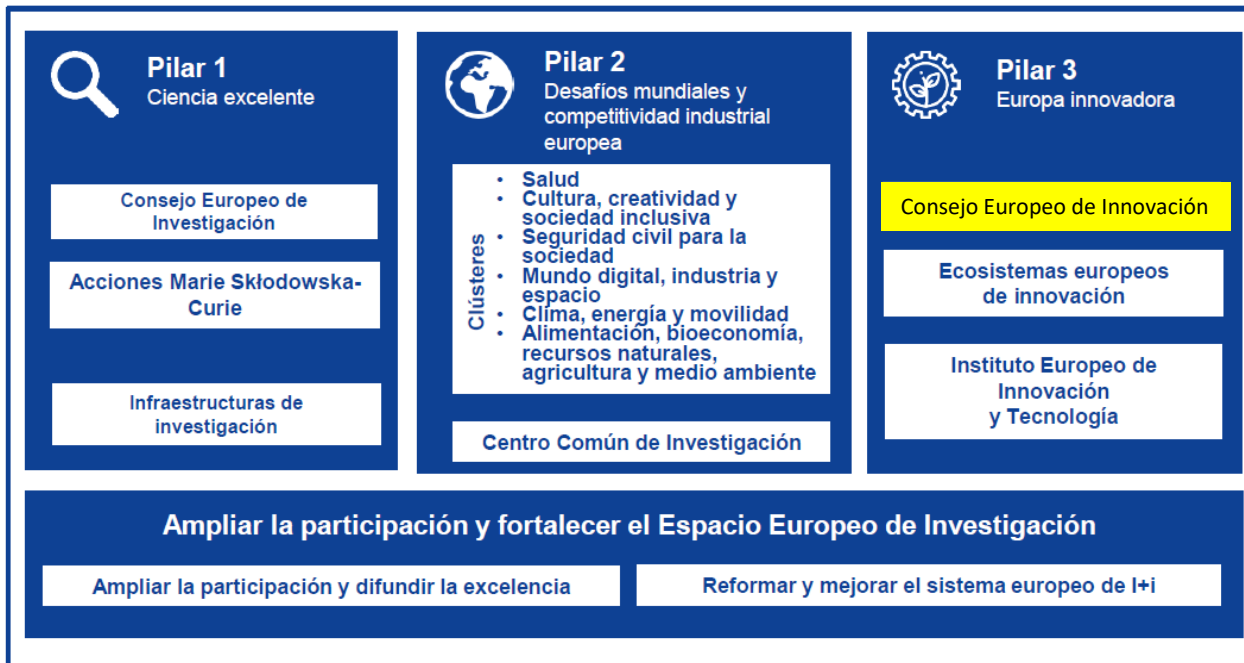 Pilar 1
Ciencia excelente
Consejo Europeo de
Investigación
Acciones Marie Skłodowska-
Curie
Infraestructuras de
investigación
Pilar 2
Desafíos mundiales y
competitividad industrial
europea
Clústeres
• Salud
• Cultura, creatividad y
sociedad inclusiva
• Seguridad civil para la
sociedad
• Mundo digital, industria y
espacio
• Clima, energía y movilidad
• Alimentación, bioeconomía,
recursos naturales,
agricultura y medio ambiente
Centro Común de Investigación
Pilar 3
Europa innovadora
Consejo Europeo de Innovación
Ecosistemas europeos
de innovación
Instituto Europeo de
Innovación
y Tecnología
Ampliar la participación y fortalecer el Espacio Europeo de Investigación
Ampliar la participación y difundir la excelencia
Reformar y mejorar el sistema europeo de I+i